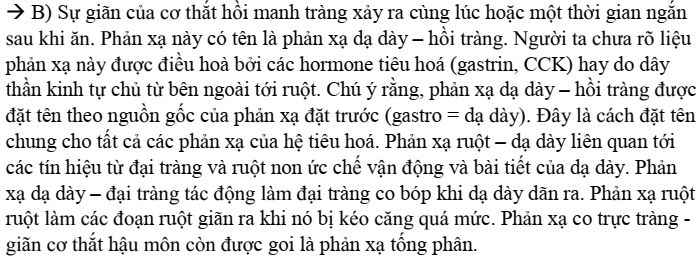 → B) Sự giãn của cơ thắt hồi manh tràng xảy ra cùng lúc hoặc một thời gian ngắn
sau khi ăn. Phản xạ này có tên là phản xạ dạ dày – hồi tràng. Người ta chưa rõ liệu
phản xạ này được điều hoà bởi các hormone tiêu hoá (gastrin, CCK) hay do dây
thần kinh tự chủ từ bên ngoài tới ruột. Chú ý rằng, phản xạ dạ dày – hồi tràng được
đặt tên theo nguồn gốc của phản xạ đặt trước (gastro = dạ dày). Đây là cách đặt tên
chung cho tất cả các phản xạ của hệ tiêu hoá. Phản xạ ruột – dạ dày liên quan tới
các tín hiệu từ đại tràng và ruột non ức chế vận động và bài tiết của dạ dày. Phản
xạ dạ dày – đại tràng tác động làm đại tràng co bóp khi dạ dày dãn ra. Phản xạ ruột
ruột làm các đoạn ruột giãn ra khi nó bị kéo căng quá mức. Phản xạ co trực tràng -
giãn cơ thắt hậu môn còn được goi là phản xạ tống phân.